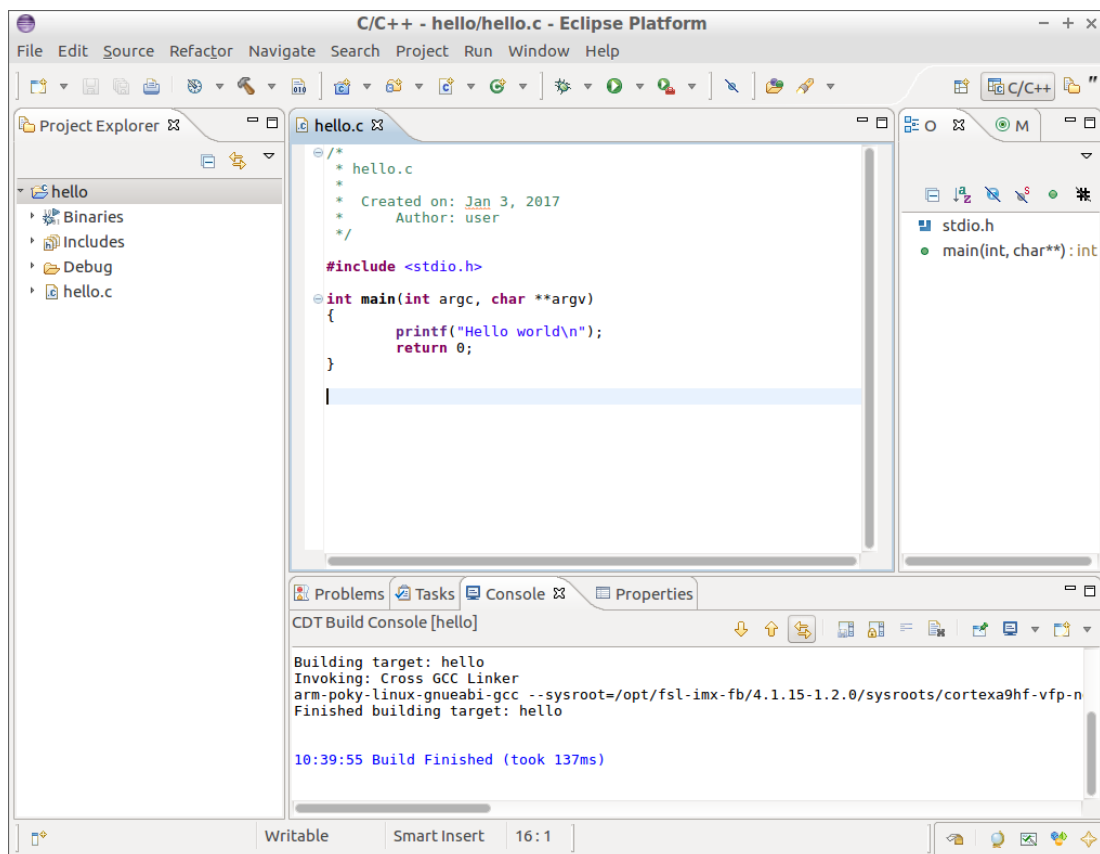 C/C++ - hello/hello.c - Eclipse Platform
File Edit Source Refactor Navigate Search Project Run Window Help
C/C++
Project Explorer
hello
Binaries
Includes
Debug
hello.c
hello.c
/*
* hello.c
*
* Created on: Jan 3, 2017
* Author: user
*/
#include <stdio.h>
int main(int argc, char **argv)
{
printf("Hello world\n");
return 0;
}
O M
stdio.h
main(int, char**) : int
Problems Tasks Console Properties
CDT Build Console [hello]
Building target: hello
Invoking: Cross GCC Linker
arm-poky-linux-gnueabi-gcc --sysroot=/opt/fsl-imx-fb/4.1.15-1.2.0/sysroots/cortexa9hf-vfp-n
Finished building target: hello
10:39:55 Build Finished (took 137ms)
Writable Smart Insert 16 : 1